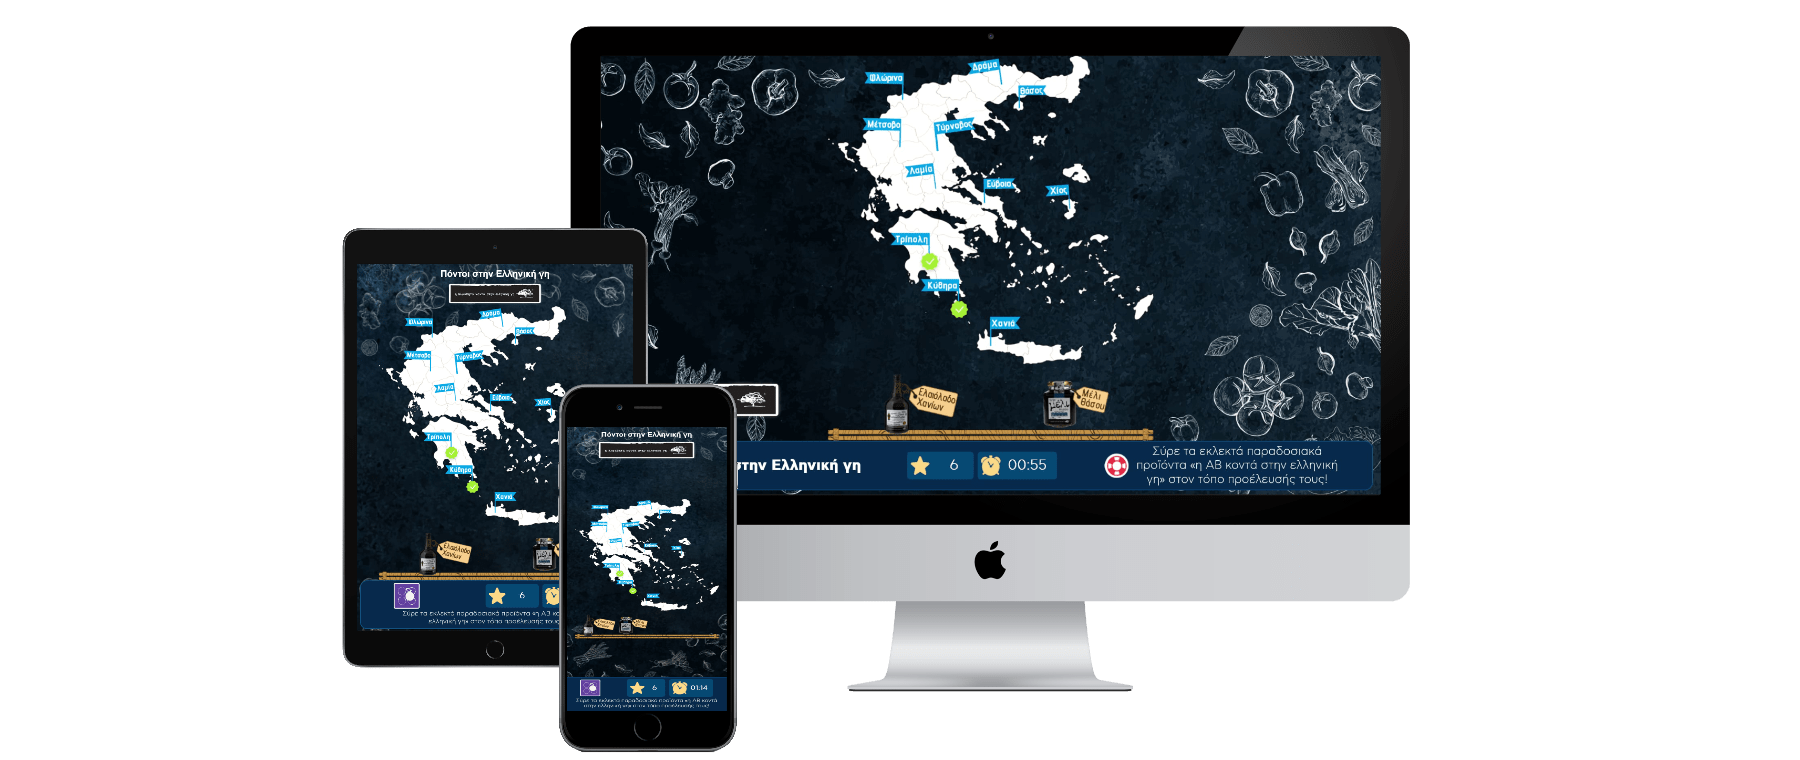 Φλώρινα
Δράμα
Θάσος
Μέτσοβο
Τύρναβος
Λαμία
Εύβοια
Χίος
Τρίπολη
Κύθηρα
Χανιά
Ελαιόλαδο
Χανίων
Μέλι
Θάσου
ΜΕΛΙ
στην Ελληνική γη
6
00:55
Σύρε τα εκλεκτά παραδοσιακά
προϊόντα «η ΑΒ κοντά στην ελληνική
γη» στον τόπο προέλευσής τους!
Πόντοι στην Ελληνική γη
Φλώρινα
Δράμα
Θάσος
Μέτσοβο
Τύρναβος
Λαμία
Εύβοια
Χίος
Τρίπολη
Κύθηρα
Χανιά
Ελαιόλαδο
Χανίων
6
Σύρε τα εκλεκτά παραδοσιακά προϊόντα «η ΑΒ κο
ελληνική γη» στον τόπο προέλευσής τους
Πόντοι στην Ελληνική γη
6
01:14
Σύρε τα εκλεκτά παραδοσιακά προϊόντα «η ΑΒ κοντά
στην ελληνική γη» στον τόπο προέλευσής τους!